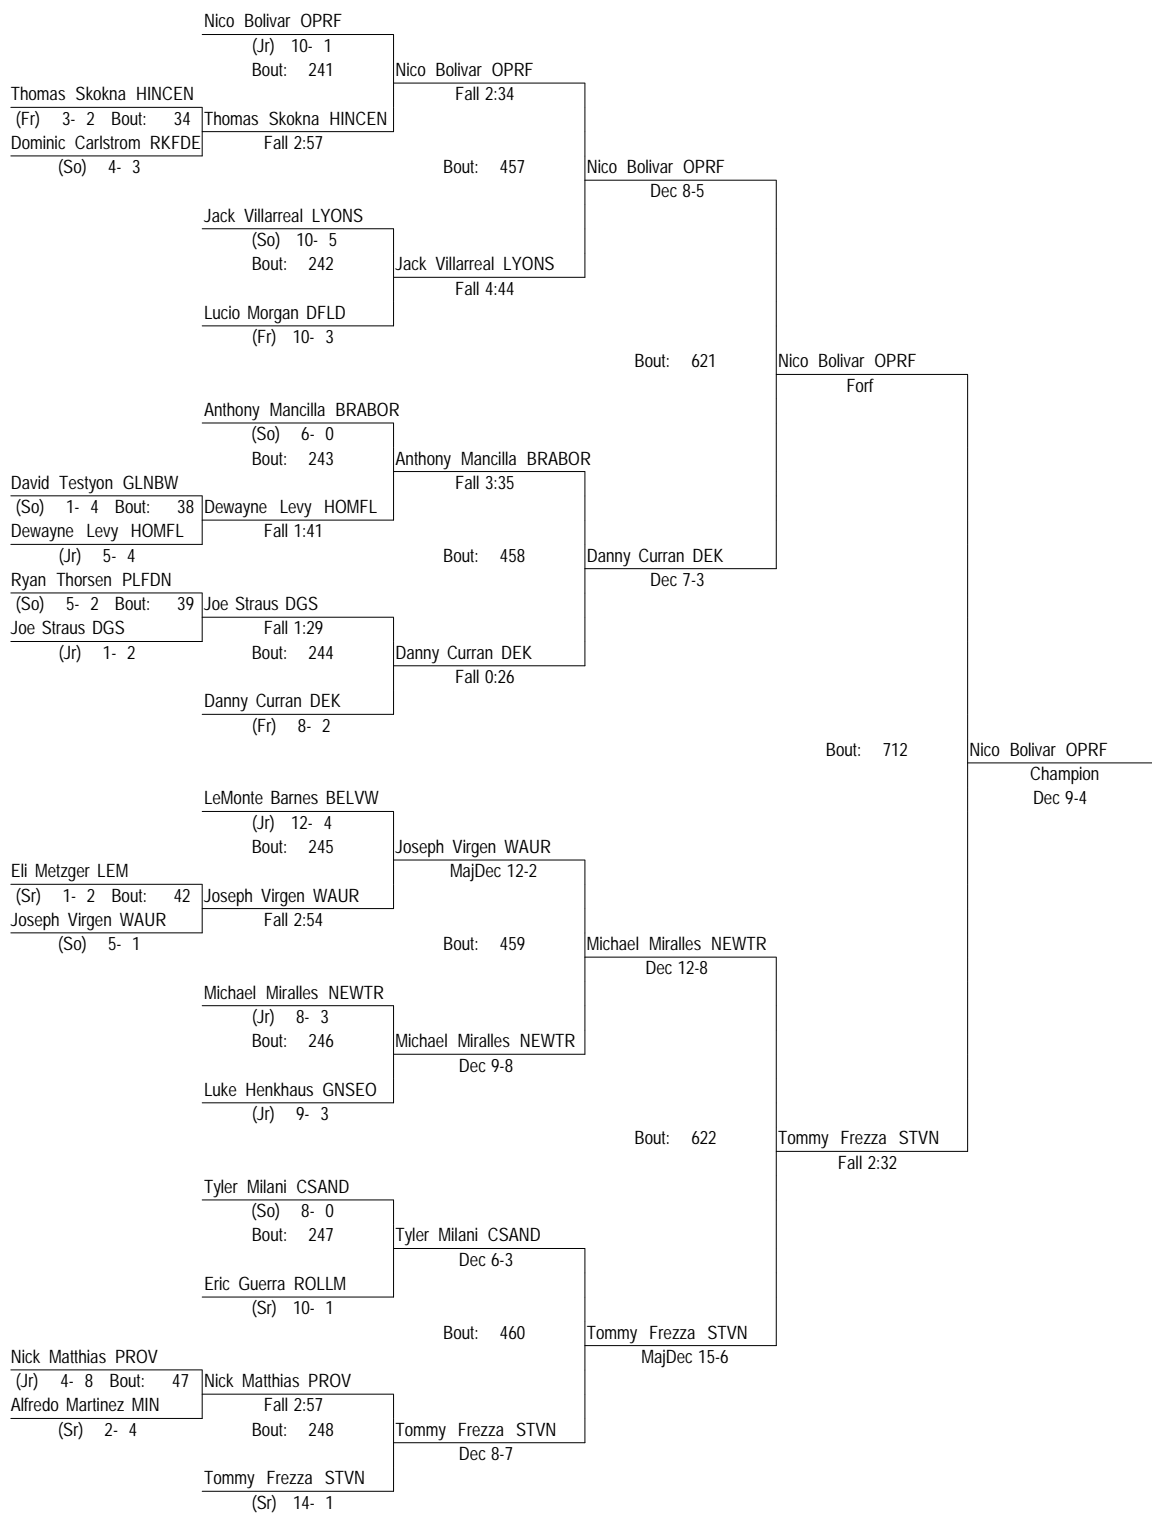 Nico Bolivar OPRF
(Jr) 10- 1
Bout: 241
Nico Bolivar OPRF
Fall 2:34
Thomas Skokna HINCEN
(Fr) 3- 2 Bout: 34
Thomas Skokna HINCEN
Fall 2:57
Dominic Carlstrom RKFDE
(So) 4- 3
Bout: 457
Nico Bolivar OPRF
Dec 8-5
Jack Villarreal LYONS
(So) 10- 5
Bout: 242
Jack Villarreal LYONS
Fall 4:44
Lucio Morgan DFLD
(Fr) 10- 3
Bout: 621
Nico Bolivar OPRF
Forf
Anthony Mancilla BRABOR
(So) 6- 0
Bout: 243
Anthony Mancilla BRABOR
Fall 3:35
David Testyon GLNBW
(So) 1- 4 Bout: 38
Dewayne Levy HOMFL
Fall 1:41
Dewayne Levy HOMFL
(Jr) 5- 4
Bout: 458
Danny Curran DEK
Dec 7-3
Ryan Thorsen PLFDN
(So) 5- 2 Bout: 39
Joe Straus DGS
Fall 1:29
Joe Straus DGS
(Jr) 1- 2
Bout: 244
Danny Curran DEK
Fall 0:26
Danny Curran DEK
(Fr) 8- 2
Bout: 712
Nico Bolivar OPRF
Champion
Dec 9-4
LeMonte Barnes BELVW
(Jr) 12- 4
Bout: 245
Joseph Virgen WAUR
MajDec 12-2
Eli Metzger LEM
(Sr) 1- 2 Bout: 42
Joseph Virgen WAUR
Fall 2:54
Joseph Virgen WAUR
(So) 5- 1
Bout: 459
Michael Miralles NEWTR
Dec 12-8
Michael Miralles NEWTR
(Jr) 8- 3
Bout: 246
Michael Miralles NEWTR
Dec 9-8
Luke Henkhaus GNSEO
(Jr) 9- 3
Bout: 622
Tommy Frezza STVN
Fall 2:32
Tyler Milani CSAND
(So) 8- 0
Bout: 247
Tyler Milani CSAND
Dec 6-3
Eric Guerra ROLLM
(Sr) 10- 1
Bout: 460
Tommy Frezza STVN
MajDec 15-6
Nick Matthias PROV
(Jr) 4- 8 Bout: 47
Nick Matthias PROV
Fall 2:57
Alfredo Martinez MIN
(Sr) 2- 4
Bout: 248
Tommy Frezza STVN
Dec 8-7
Tommy Frezza STVN
(Sr) 14- 1